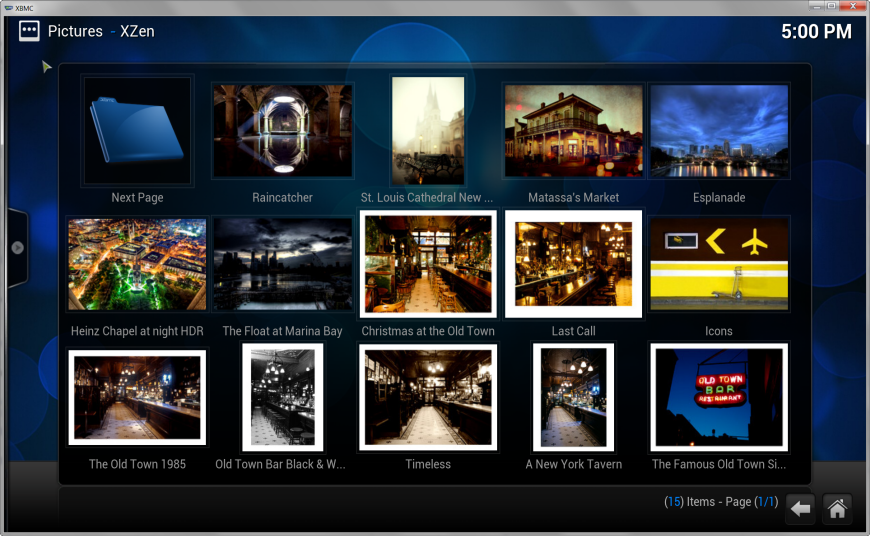 XBMC
Pictures - XZen
5:00 PM
Next Page
Raincatcher
St. Louis Cathedral New ...
Matassa's Market
Esplanade
Heinz Chapel at night HDR
The Float at Marina Bay
Christmas at the Old Town
Last Call
Icons
OLD TOWN
BAR
RESTAURANT
The Old Town 1985
Old Town Bar Black & W...
Timeless
A New York Tavern
The Famous Old Town Si...
(15) Items - Page (1/1)